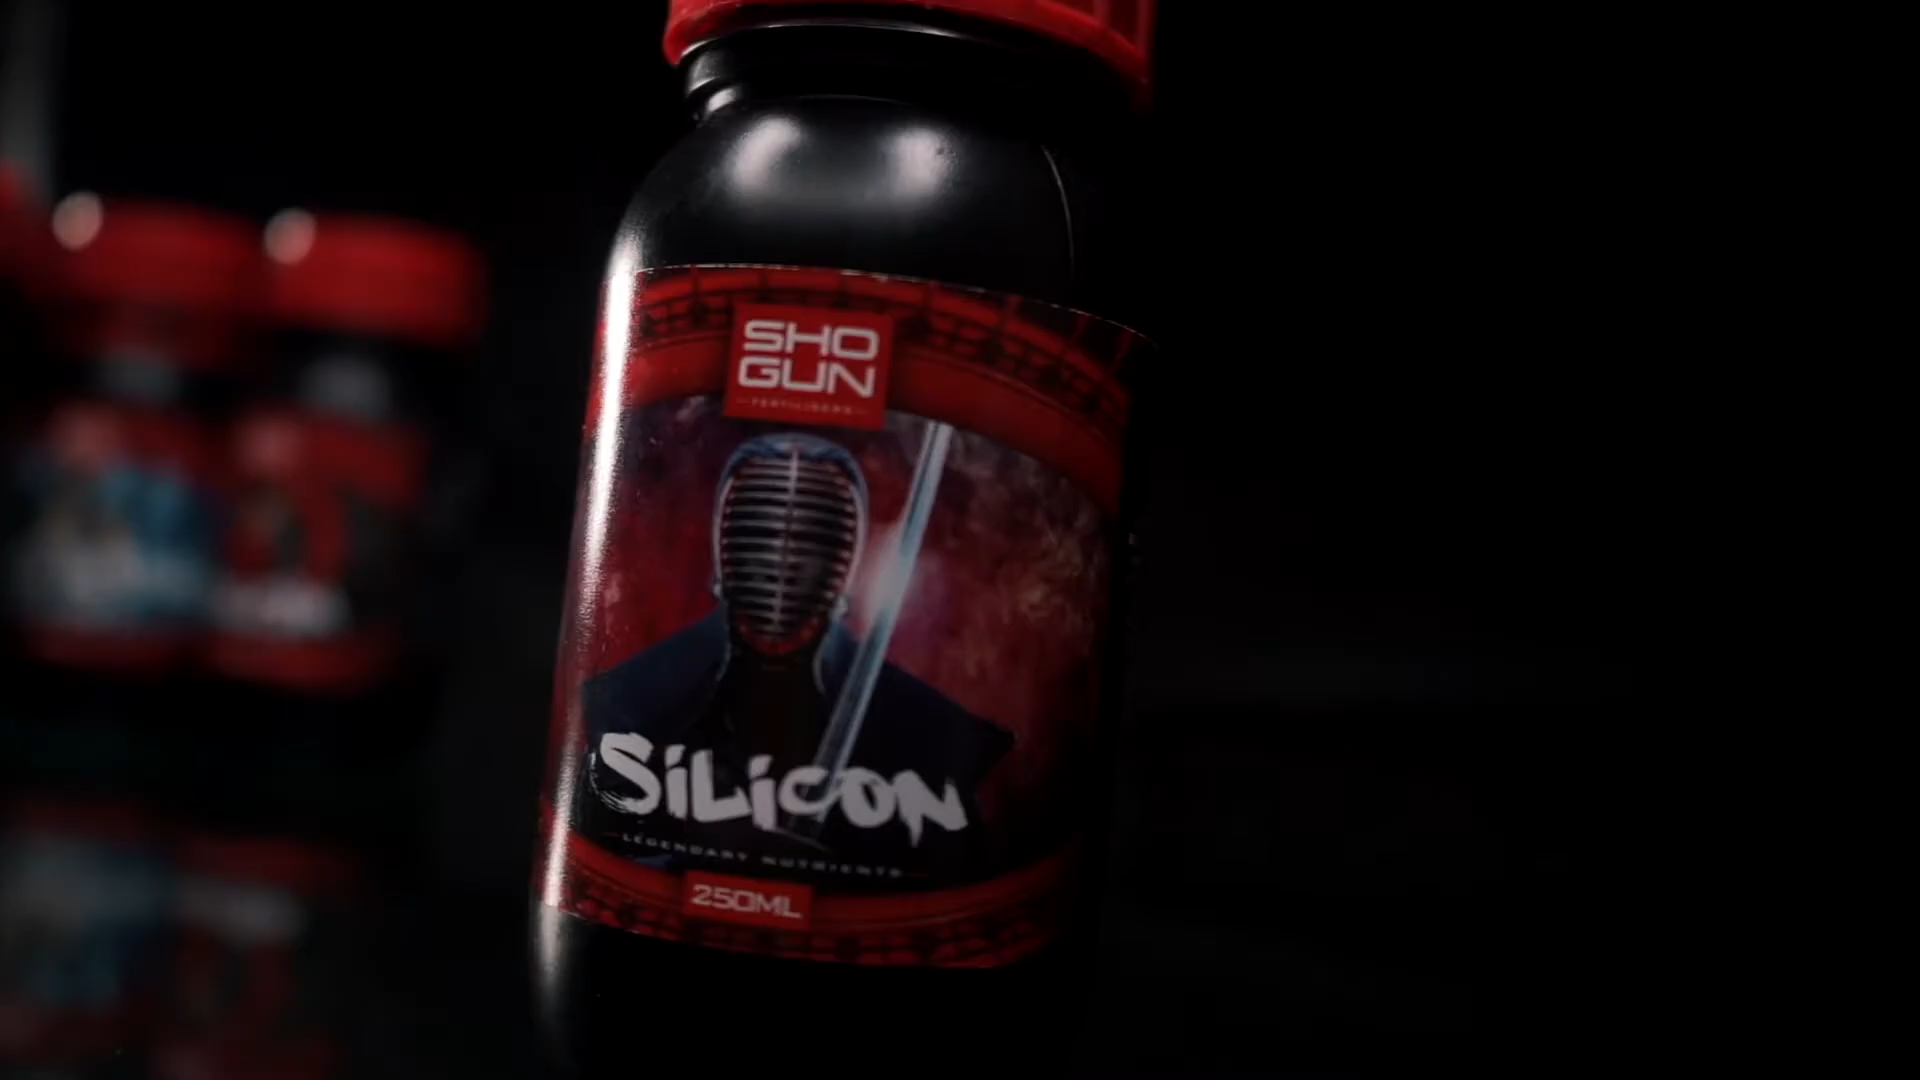 SHO
GUN
FERTILISERS
SiLiCON
LEGENDARY NUTRIENTS
250ML